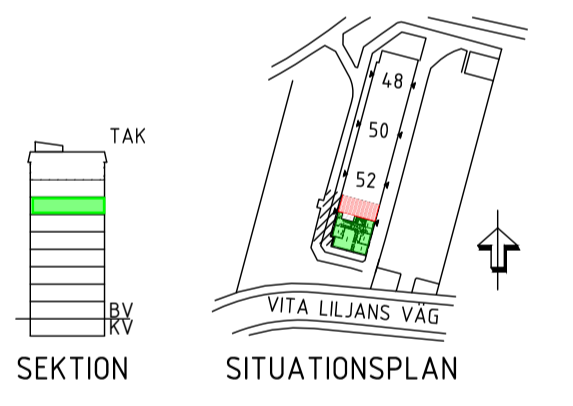 TAK
BV
KV
SEKTION
48
50
52
VITA LILJANS VÄG
SITUATIONSPLAN